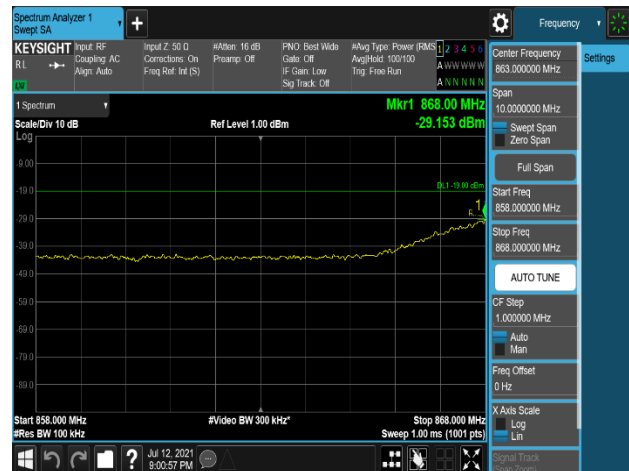 Spectrum Analyzer 1
Swept SA
Frequency
KEYSIGHT
RL
Input: RF
Coupling: AC
Align: Auto
Input Z: 50 Ω
Corrections: On
Freq Ref: Int (S)
#Atten: 16 dB
Preamp: Off
PNO: Best Wide
Gate: Off
IF Gain: Low
Sig Track: Off
#Avg Type: Power (RMS
Avg|Hold: 100/100
Trig: Free Run
1 2 3 4 5 6
A W W W W W
A N N N N N
Center Frequency
863.000000 MHz
Settings
Span
10.0000000 MHz
Swept Span
Zero Span
Full Span
Start Freq
858.000000 MHz
Stop Freq
868.000000 MHz
AUTO TUNE
CF Step
1.000000 MHz
Auto
Man
Freq Offset
0 Hz
X Axis Scale
Log
Lin
Signal Track
(Span Zoom)
1 Spectrum
Scale/Div 10 dB
Ref Level 1.00 dBm
Mkr1 868.00 MHz
-29.153 dBm
Log
-9.00
-19.0
-29.0
-39.0
-49.0
-59.0
-69.0
-79.0
-89.0
DL1 -19.00 dBm
1
Start 858.000 MHz
#Res BW 100 kHz
#Video BW 300 kHz*
Stop 868.000 MHz
Sweep 1.00 ms (1001 pts)
?
Jul 12, 2021
9:00:57 PM